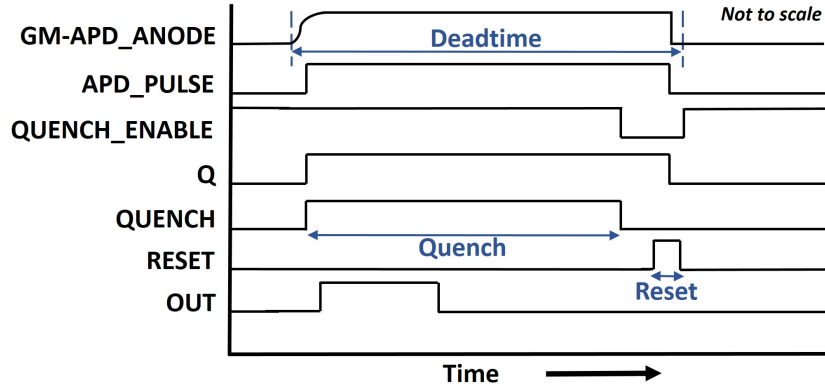 Not to scale
GM-APD_ANODE
Deadtime
APD_PULSE
QUENCH_ENABLE
Q
QUENCH
Quench
RESET
Reset
OUT
Time